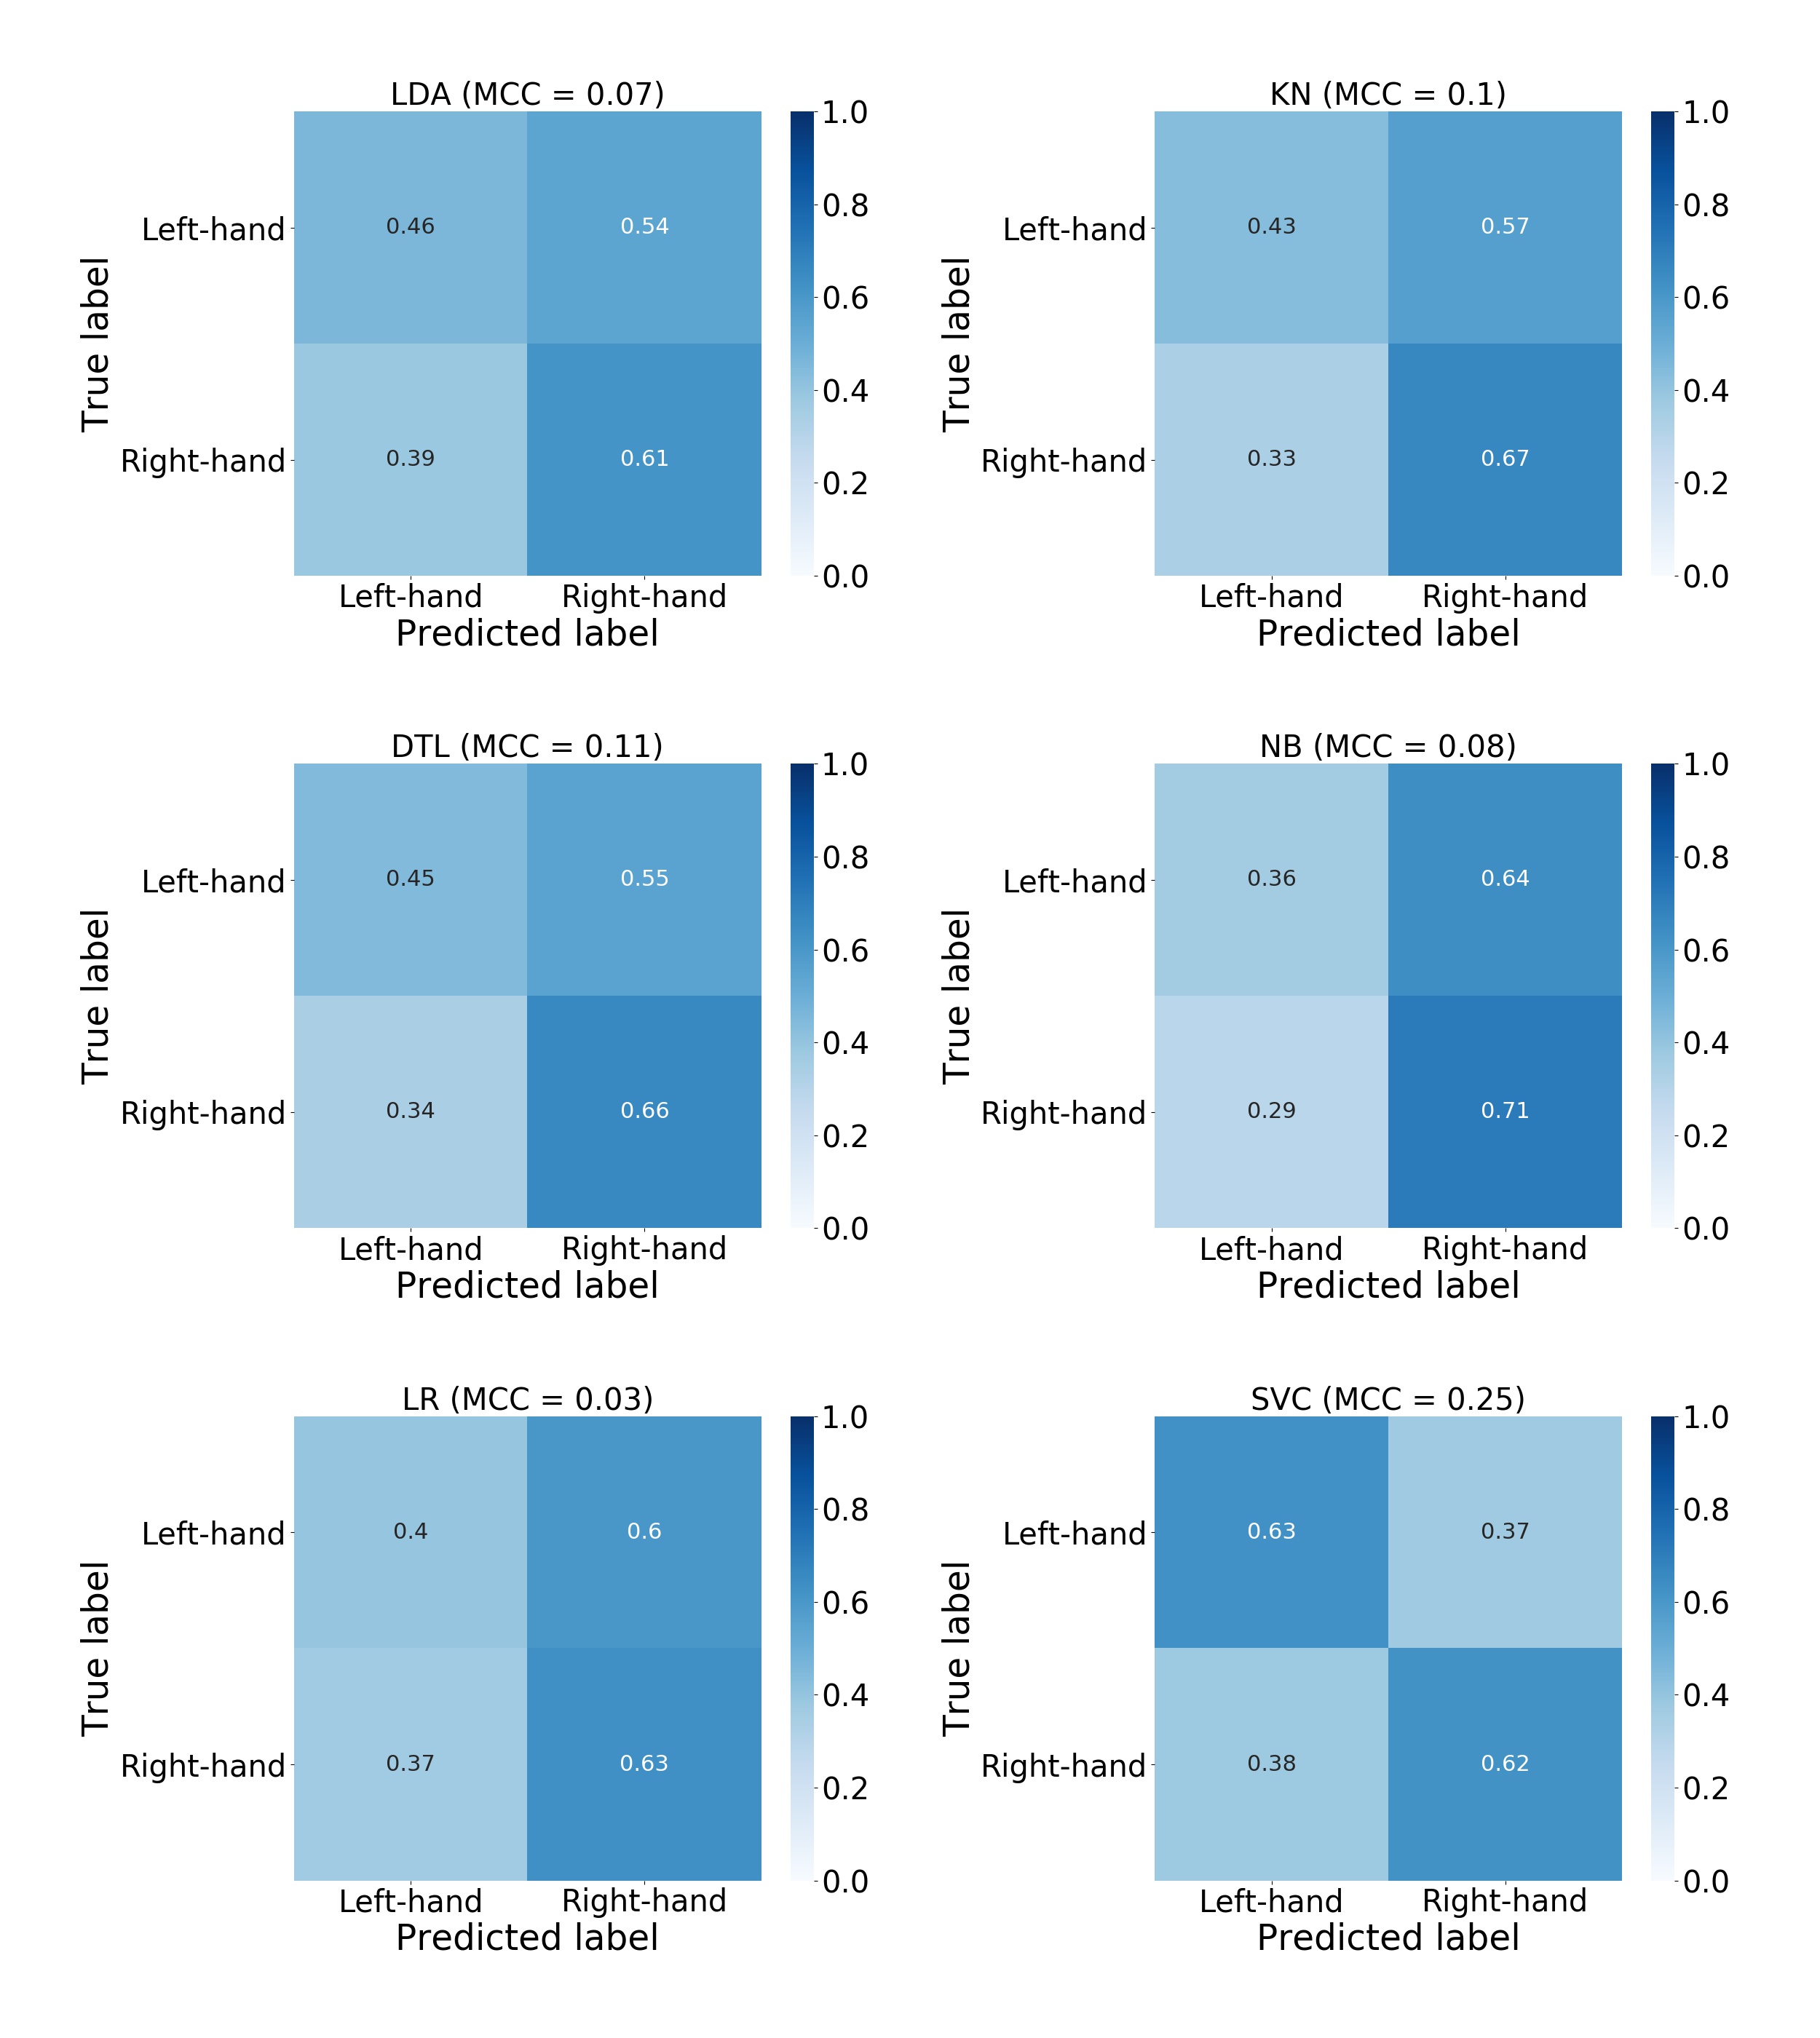 LDA (MCC = 0.07)
1.0
0.8
0.6
0.4
0.2
0.0
True label
Left-hand
Right-hand
0.46 0.54
0.39 0.61
Left-hand Right-hand
Predicted label
KN (MCC = 0.1)
1.0
0.8
0.6
0.4
0.2
0.0
True label
Left-hand
Right-hand
0.43 0.57
0.33 0.67
Left-hand Right-hand
Predicted label
DTL (MCC = 0.11)
1.0
0.8
0.6
0.4
0.2
0.0
True label
Left-hand
Right-hand
0.45 0.55
0.34 0.66
Left-hand Right-hand
Predicted label
NB (MCC = 0.08)
1.0
0.8
0.6
0.4
0.2
0.0
True label
Left-hand
Right-hand
0.36 0.64
0.29 0.71
Left-hand Right-hand
Predicted label
LR (MCC = 0.03)
1.0
0.8
0.6
0.4
0.2
0.0
True label
Left-hand
Right-hand
0.4 0.6
0.37 0.63
Left-hand Right-hand
Predicted label
SVC (MCC = 0.25)
1.0
0.8
0.6
0.4
0.2
0.0
True label
Left-hand
Right-hand
0.63 0.37
0.38 0.62
Left-hand Right-hand
Predicted label